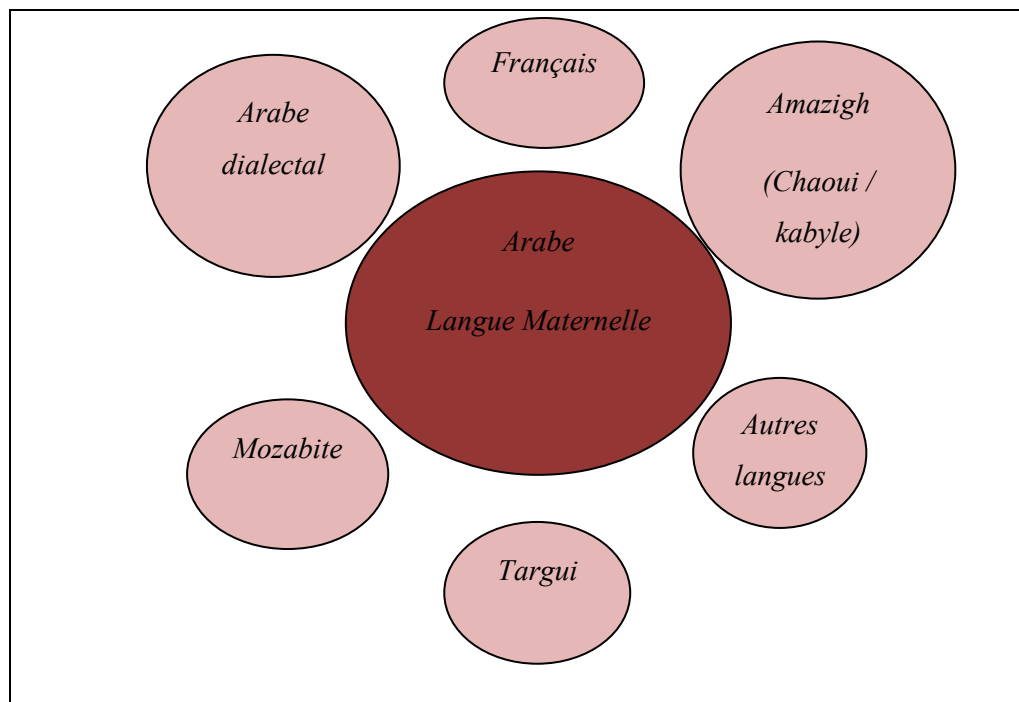 Français
Arabe
dialectal
Amazigh
(Chaoui /
kabyle)
Arabe
Langue Maternelle
Mozabite
Autres
langues
Targui